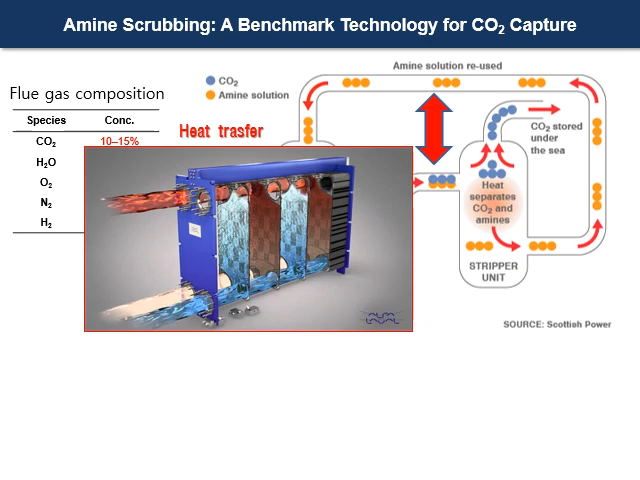 Amine Scrubbing: A Benchmark Technology for CO₂ Capture
Amine solution re-used
CO₂
Amine solution
Flue gas composition
Species Conc.
CO₂ 10–15%
H₂O
O₂
N₂
H₂
Heat trasfer
CO₂ stored
under
the sea
Heat
separates
CO₂ and
amines
STRIPPER
UNIT
SOURCE: Scottish Power